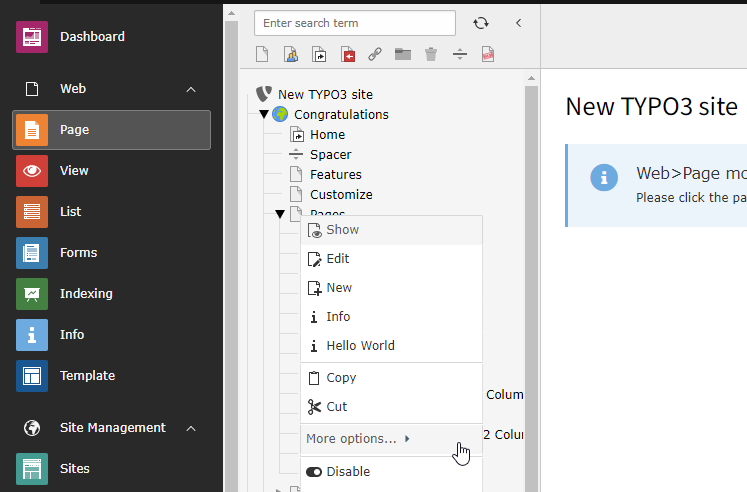 Dashboard
Web
Page
View
List
Forms
Indexing
Info
Template
Site Management
Sites
Enter search term
New TYPO3 site
Congratulations
Home
Spacer
Features
Customize
Pages
Show
Edit
New
Info
Hello World
Copy
Cut
More options...
Disable
Colum
2 Colu
New TYPO3 site
Web>Page mo
Please click the pa